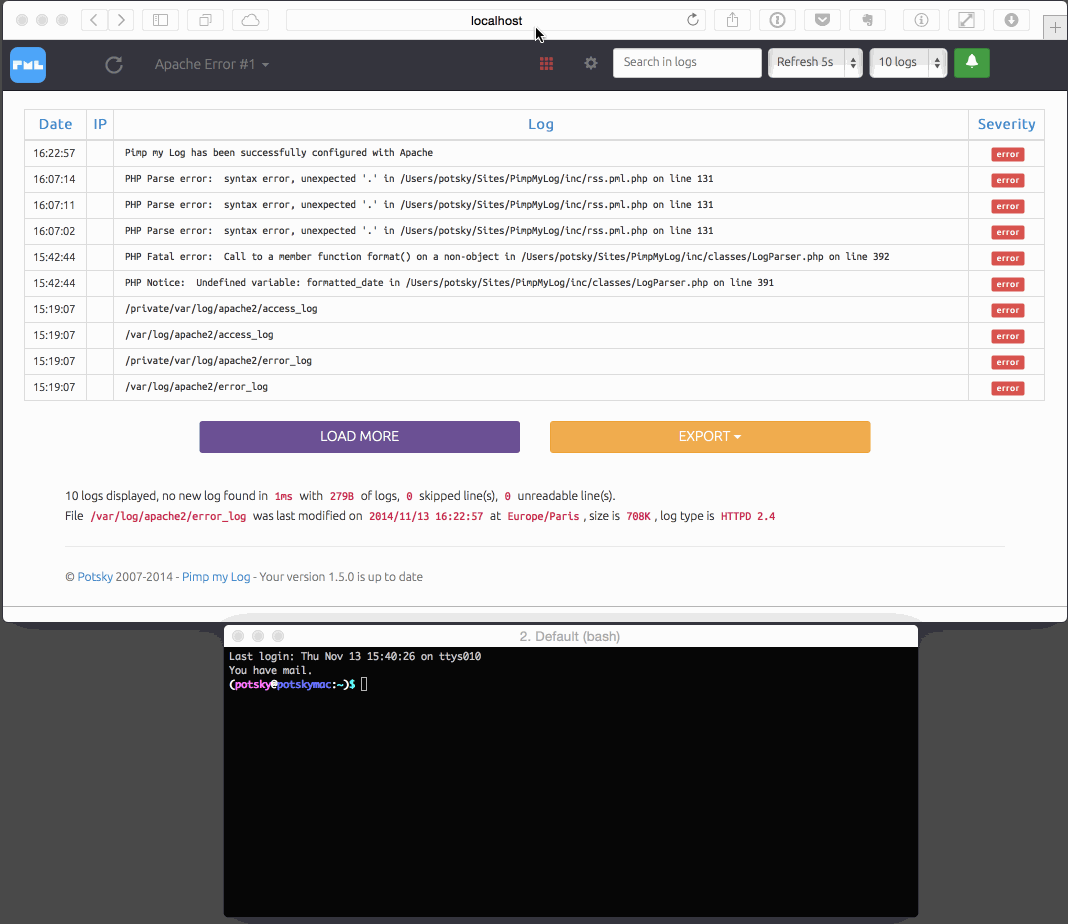 localhost
PML Apache Error #1 Search in logs Refresh 5s 10 logs
Date IP Log Severity
16:22:57 Pimp my Log has been successfully configured with Apache error
16:07:14 PHP Parse error:  syntax error, unexpected '.' in /Users/potsky/Sites/PimpMyLog/inc/rss.pml.php on line 131 error
16:07:11 PHP Parse error:  syntax error, unexpected '.' in /Users/potsky/Sites/PimpMyLog/inc/rss.pml.php on line 131 error
16:07:02 PHP Parse error:  syntax error, unexpected '.' in /Users/potsky/Sites/PimpMyLog/inc/rss.pml.php on line 131 error
15:42:44 PHP Fatal error:  Call to a member function format() on a non-object in /Users/potsky/Sites/PimpMyLog/inc/classes/LogParser.php on line 392 error
15:42:44 PHP Notice:  Undefined variable: formatted_date in /Users/potsky/Sites/PimpMyLog/inc/classes/LogParser.php on line 391 error
15:19:07 /private/var/log/apache2/access_log error
15:19:07 /var/log/apache2/access_log error
15:19:07 /private/var/log/apache2/error_log error
15:19:07 /var/log/apache2/error_log error
LOAD MORE EXPORT
10 logs displayed, no new log found in 1ms with 279B of logs, 0 skipped line(s), 0 unreadable line(s).
File /var/log/apache2/error_log was last modified on 2014/11/13 16:22:57 at Europe/Paris , size is 708K , log type is HTTPD 2.4
© Potsky 2007-2014 - Pimp my Log - Your version 1.5.0 is up to date
2. Default (bash)
Last login: Thu Nov 13 15:40:26 on ttys010
You have mail.
(potsky@potskymac:~)$